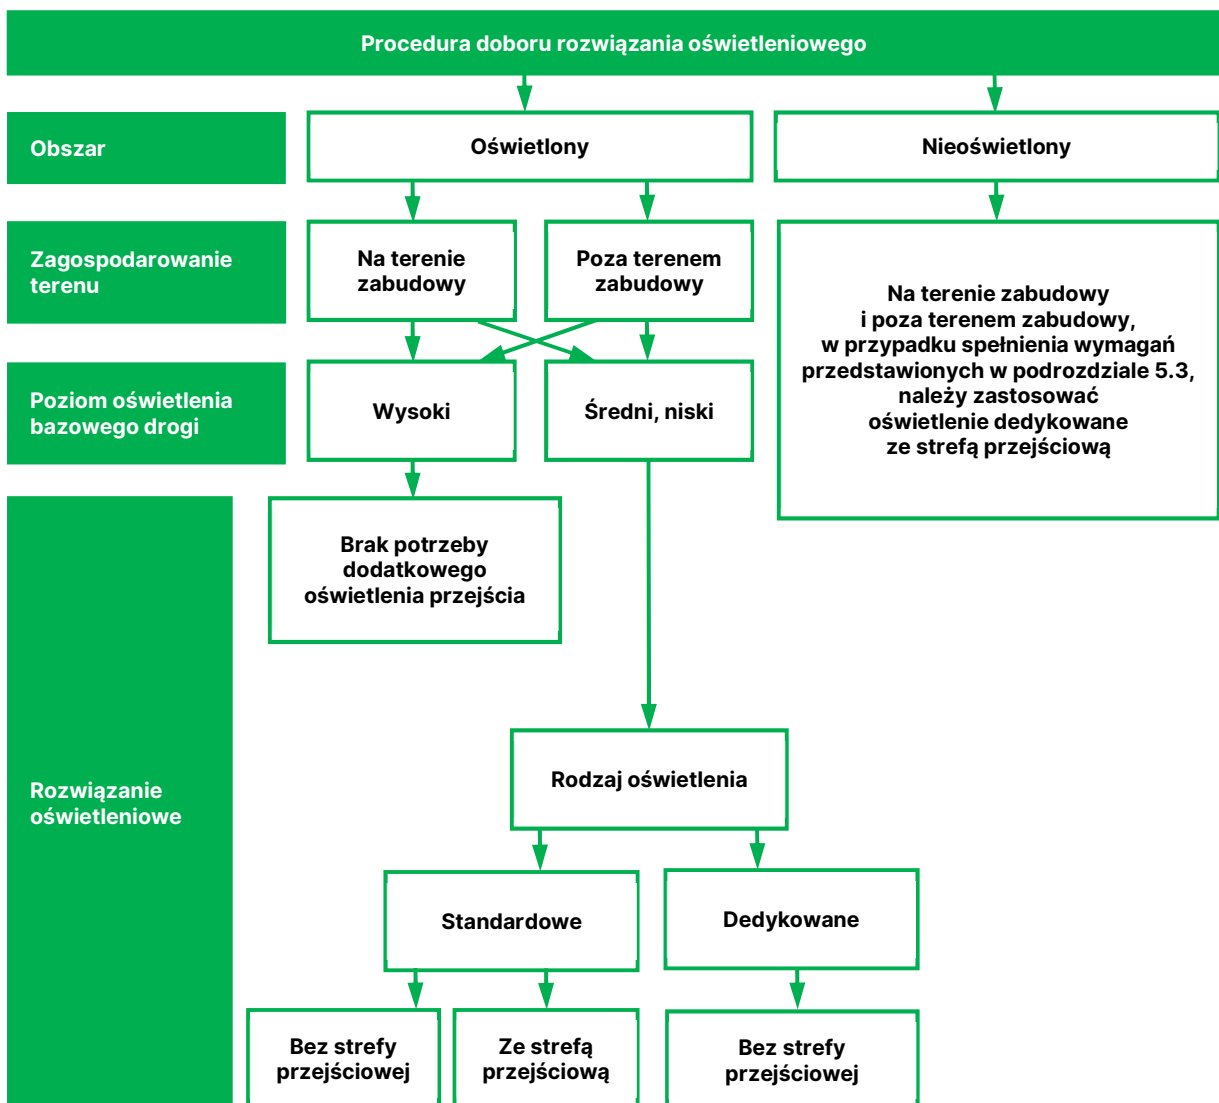 Procedura doboru rozwiązania oświetleniowego
Obszar
Oświetlony
Nieoświetlony
Zagospodarowanie
terenu
Na terenie
zabudowy
Poza terenem
zabudowy
Na terenie zabudowy
i poza terenem zabudowy,
w przypadku spełnienia wymagań
przedstawionych w podrozdziale 5.3,
należy zastosować
oświetlenie dedykowane
ze strefą przejściową
Poziom oświetlenia
bazowego drogi
Wysoki
Średni, niski
Rozwiązanie
oświetleniowe
Brak potrzeby
dodatkowego
oświetlenia przejścia
Rodzaj oświetlenia
Standardowe
Dedykowane
Bez strefy
przejściowej
Ze strefą
przejściową
Bez strefy
przejściowej